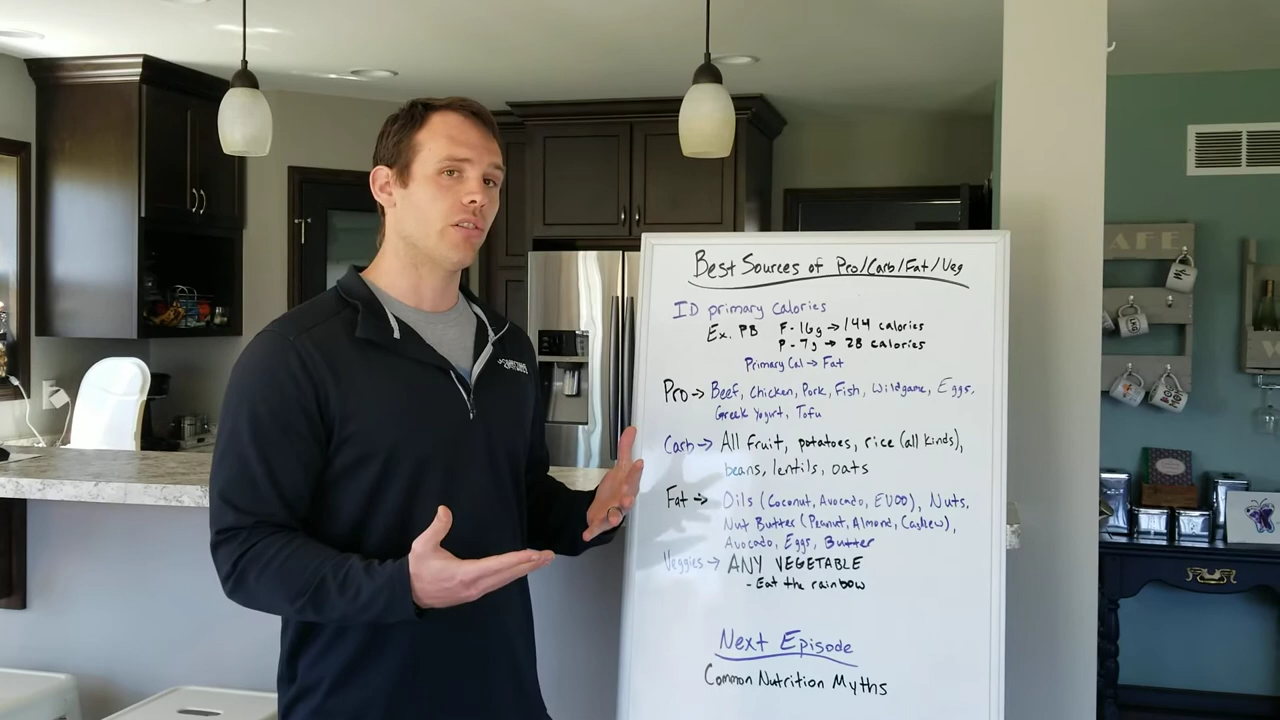 Best Sources of Pro/Carb/Fat/Veg
ID primary Calories
Ex. PB F-16g → 144 calories
P-7g → 28 calories
Primary Cal → Fat
Pro → Beef, Chicken, Pork, Fish, Wildgame, Eggs,
Greek Yogurt, Tofu
Carb → All fruit, potatoes, rice (all kinds),
beans, lentils, oats
Fat → Oils (Coconut, Avocado, EVOO), Nuts,
Nut Butter (Peanut, Almond, Cashew),
Avocado, Eggs, Butter
Veggies → ANY VEGETABLE
- Eat the rainbow
Next Episode
Common Nutrition Myths
AFE